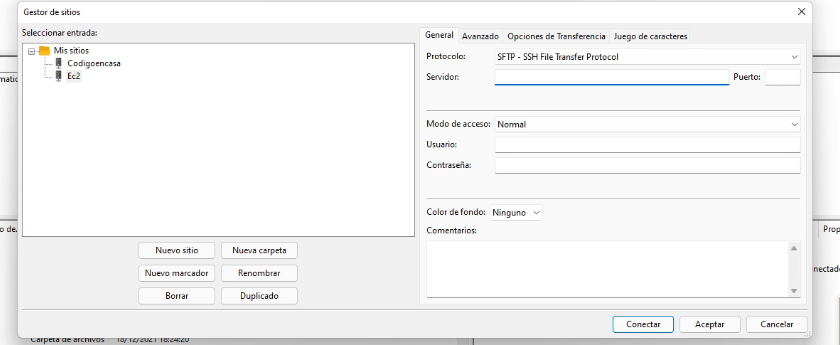 Gestor de sitios
Seleccionar entrada:
Mis sitios
Codigoencasa
Ec2
Nuevo sitio
Nueva carpeta
Nuevo marcador
Renombrar
Borrar
Duplicado
General
Avanzado
Opciones de Transferencia
Juego de caracteres
Protocolo:
SFTP - SSH File Transfer Protocol
Servidor:
Puerto:
Modo de acceso:
Normal
Usuario:
Contraseña:
Color de fondo:
Ninguno
Comentarios:
Conectar
Aceptar
Cancelar
Carpeta de archivos 18/12/2021 18:24:20